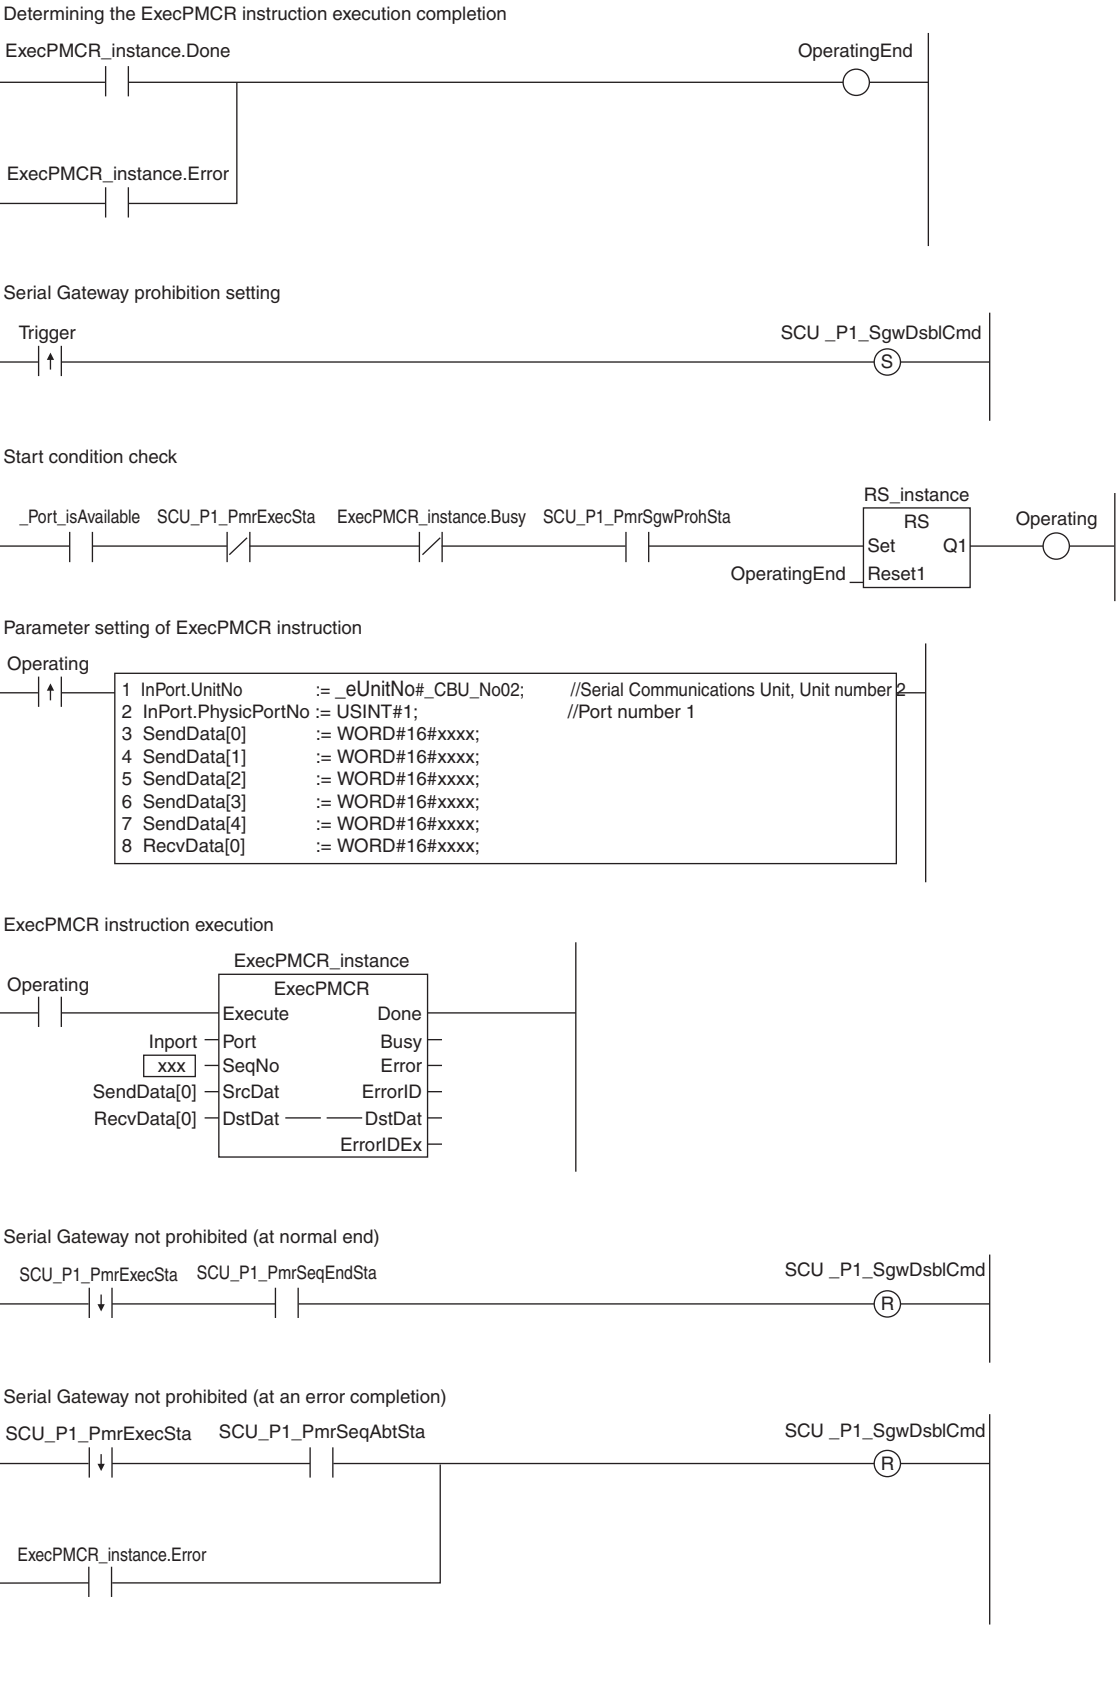 Determining the ExecPMCR instruction execution completion
ExecPMCR_instance.Done
OperatingEnd
ExecPMCR_instance.Error
Serial Gateway prohibition setting
Trigger
SCU _P1_SgwDsblCmd
S
Start condition check
RS_instance
_Port_isAvailable SCU_P1_PmrExecSta ExecPMCR_instance.Busy SCU_P1_PmrSgwProhSta
RS
Operating
Set Q1
OperatingEnd
Reset1
Parameter setting of ExecPMCR instruction
Operating
1 InPort.UnitNo := _eUnitNo#_CBU_No02; //Serial Communications Unit, Unit number 2
2 InPort.PhysicPortNo := USINT#1; //Port number 1
3 SendData[0] := WORD#16#xxxx;
4 SendData[1] := WORD#16#xxxx;
5 SendData[2] := WORD#16#xxxx;
6 SendData[3] := WORD#16#xxxx;
7 SendData[4] := WORD#16#xxxx;
8 RecvData[0] := WORD#16#xxxx;
ExecPMCR instruction execution
ExecPMCR_instance
Operating
ExecPMCR
Execute Done
Inport Port Busy
xxx SeqNo Error
SendData[0] SrcDat ErrorID
RecvData[0] DstDat DstDat
ErrorIDEx
Serial Gateway not prohibited (at normal end)
SCU_P1_PmrExecSta SCU_P1_PmrSeqEndSta
SCU _P1_SgwDsblCmd
R
Serial Gateway not prohibited (at an error completion)
SCU_P1_PmrExecSta SCU_P1_PmrSeqAbtSta
SCU _P1_SgwDsblCmd
R
ExecPMCR_instance.Error